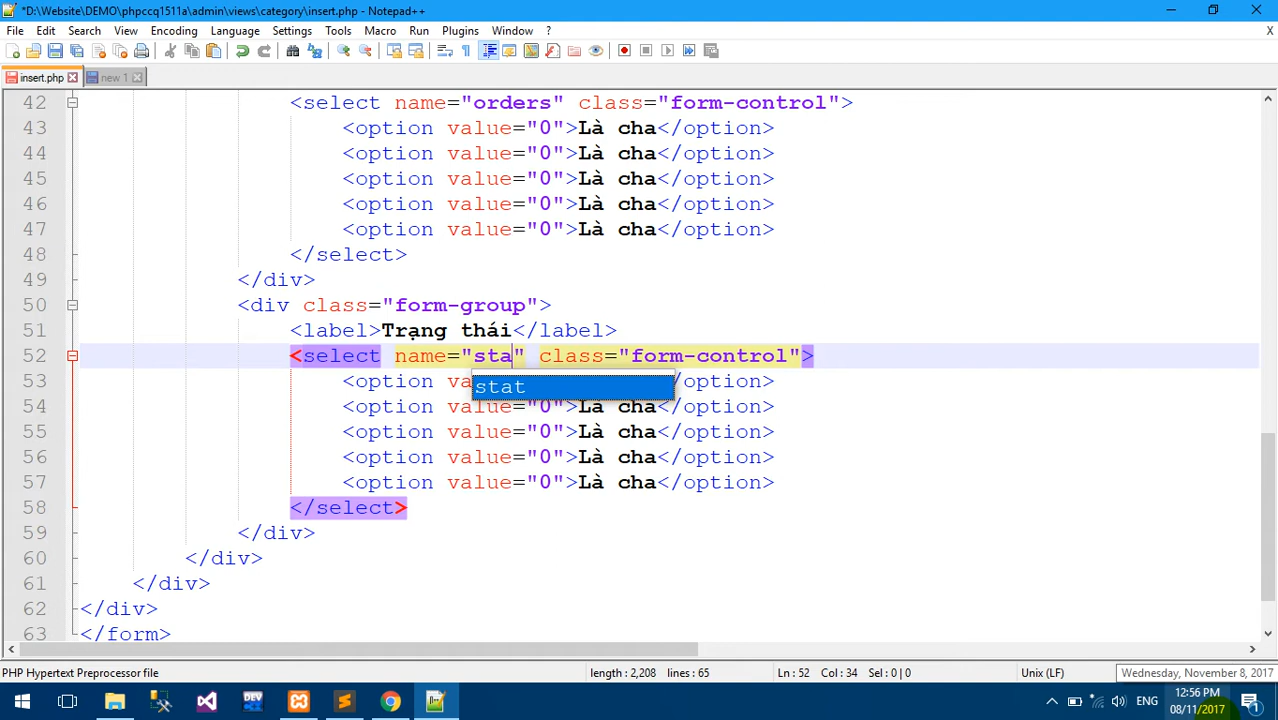 *D:\Website\DEMO\phpccq1511a\admin\views\category\insert.php - Notepad++
File Edit Search View Encoding Language Settings Tools Macro Run Plugins Window ? X
insert.php new 1
42 <select name="orders" class="form-control">
43 <option value="0">Là cha</option>
44 <option value="0">Là cha</option>
45 <option value="0">Là cha</option>
46 <option value="0">Là cha</option>
47 <option value="0">Là cha</option>
48 </select>
49 </div>
50 <div class="form-group">
51 <label>Trạng thái</label>
52 <select name="sta" class="form-control">
53 <option va /option>
stat
54 <option value="0">Là cha</option>
55 <option value="0">Là cha</option>
56 <option value="0">Là cha</option>
57 <option value="0">Là cha</option>
58 </select>
59 </div>
60 </div>
61 </div>
62 </div>
63 </form>
PHP Hypertext Preprocessor file length : 2,208 lines : 65 Ln : 52 Col : 34 Sel : 0 | 0 Unix (LF) Wednesday, November 8, 2017
ENG 12:56 PM
08/11/2017